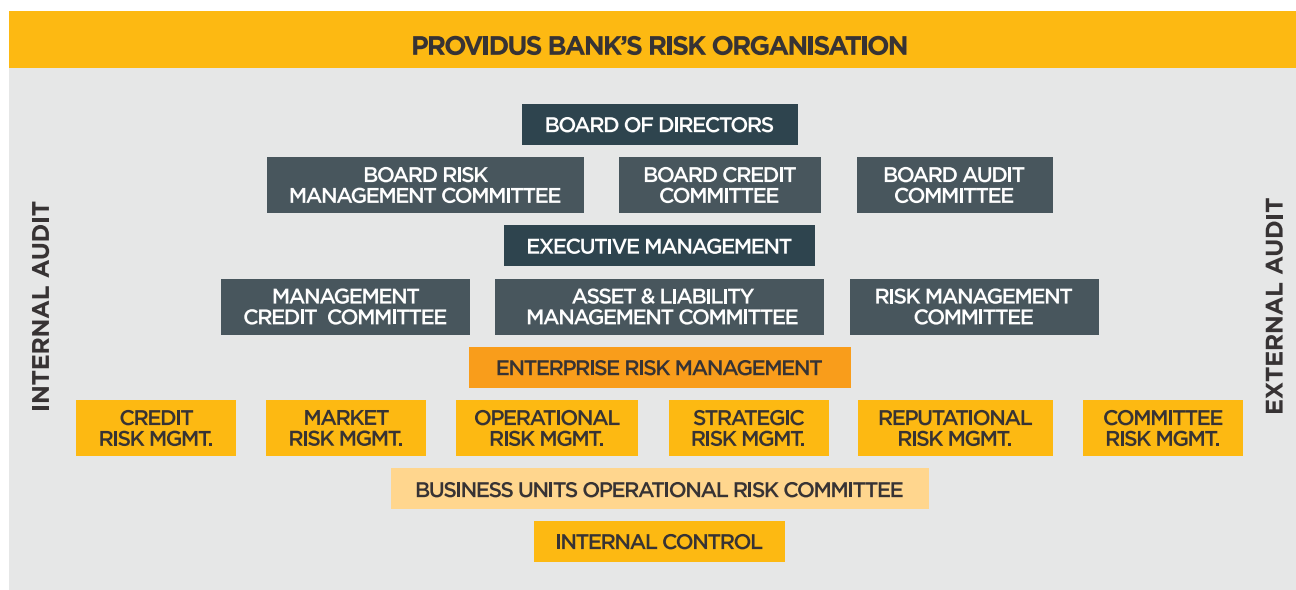 PROVIDUS BANK'S RISK ORGANISATION
BOARD OF DIRECTORS
BOARD RISK
MANAGEMENT COMMITTEE
BOARD CREDIT
COMMITTEE
BOARD AUDIT
COMMITTEE
EXECUTIVE MANAGEMENT
MANAGEMENT
CREDIT COMMITTEE
ASSET & LIABILITY
MANAGEMENT COMMITTEE
RISK MANAGEMENT
COMMITTEE
ENTERPRISE RISK MANAGEMENT
CREDIT
RISK MGMT.
MARKET
RISK MGMT.
OPERATIONAL
RISK MGMT.
STRATEGIC
RISK MGMT.
REPUTATIONAL
RISK MGMT.
COMMITTEE
RISK MGMT.
BUSINESS UNITS OPERATIONAL RISK COMMITTEE
INTERNAL CONTROL
INTERNAL AUDIT
EXTERNAL AUDIT